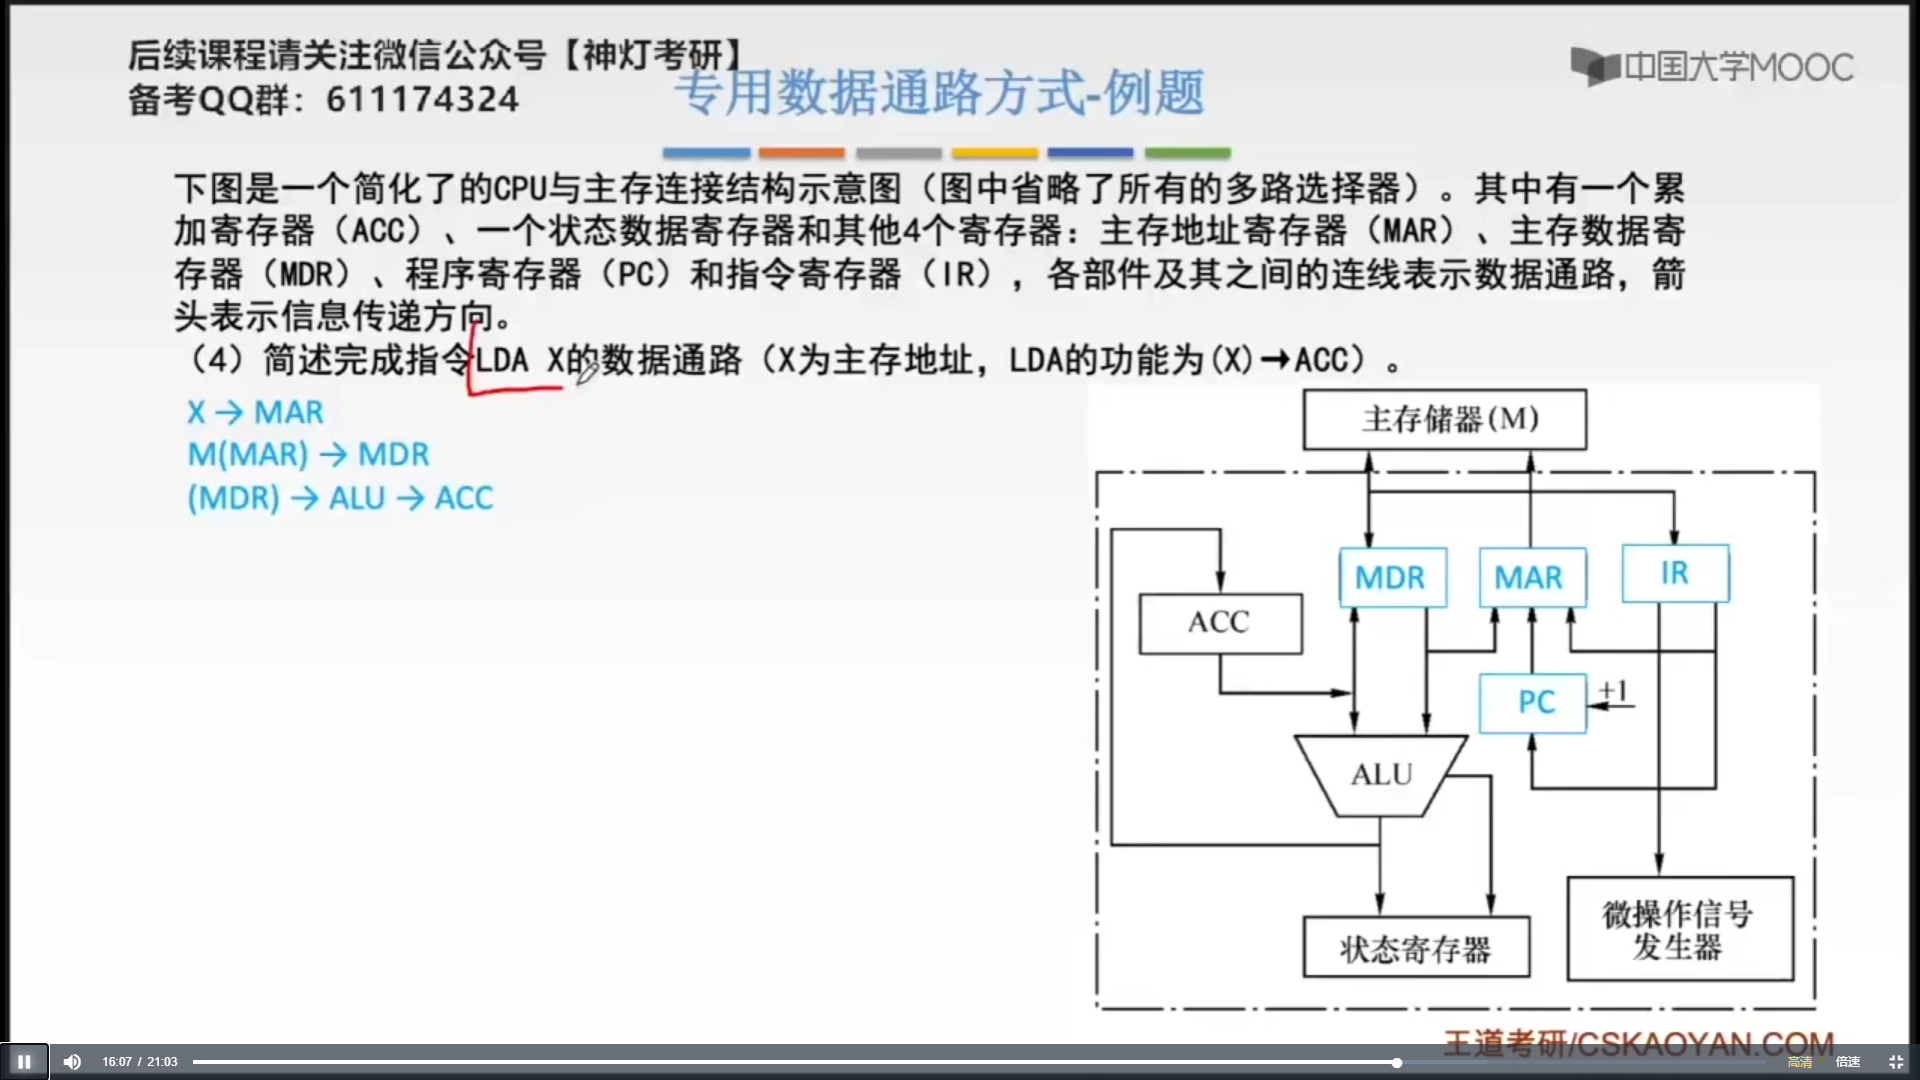 后续课程请关注微信公众号【神灯考研】
备考QQ群：611174324
中国大学MOOC
专用数据通路方式-例题
下图是一个简化了的CPU与主存连接结构示意图（图中省略了所有的多路选择器）。其中有一个累
加寄存器（ACC）、一个状态数据寄存器和其他4个寄存器：主存地址寄存器（MAR）、主存数据寄
存器（MDR）、程序寄存器（PC）和指令寄存器（IR），各部件及其之间的连线表示数据通路，箭
头表示信息传递方向。
（4）简述完成指令LDA X的数据通路（X为主存地址，LDA的功能为(X)→ACC）。
X → MAR
M(MAR) → MDR
(MDR) → ALU → ACC
主存储器(M)
MDR
MAR
IR
ACC
PC
+1
ALU
状态寄存器
微操作信号
发生器
王道考研/CSKAOYAN.COM
16:07 / 21:03
高清
倍速